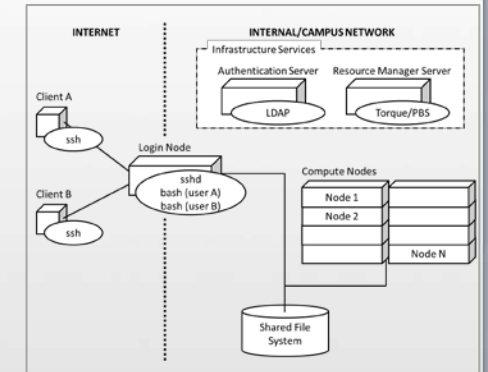 INTERNET
INTERNAL/CAMPUS NETWORK
Infrastructure Services
Authentication Server
Resource Manager Server
LDAP
Torque/PBS
Client A
ssh
Login Node
sshd
bash (user A)
bash (user B)
Client B
ssh
Compute Nodes
Node 1
Node 2
Node N
Shared File
System